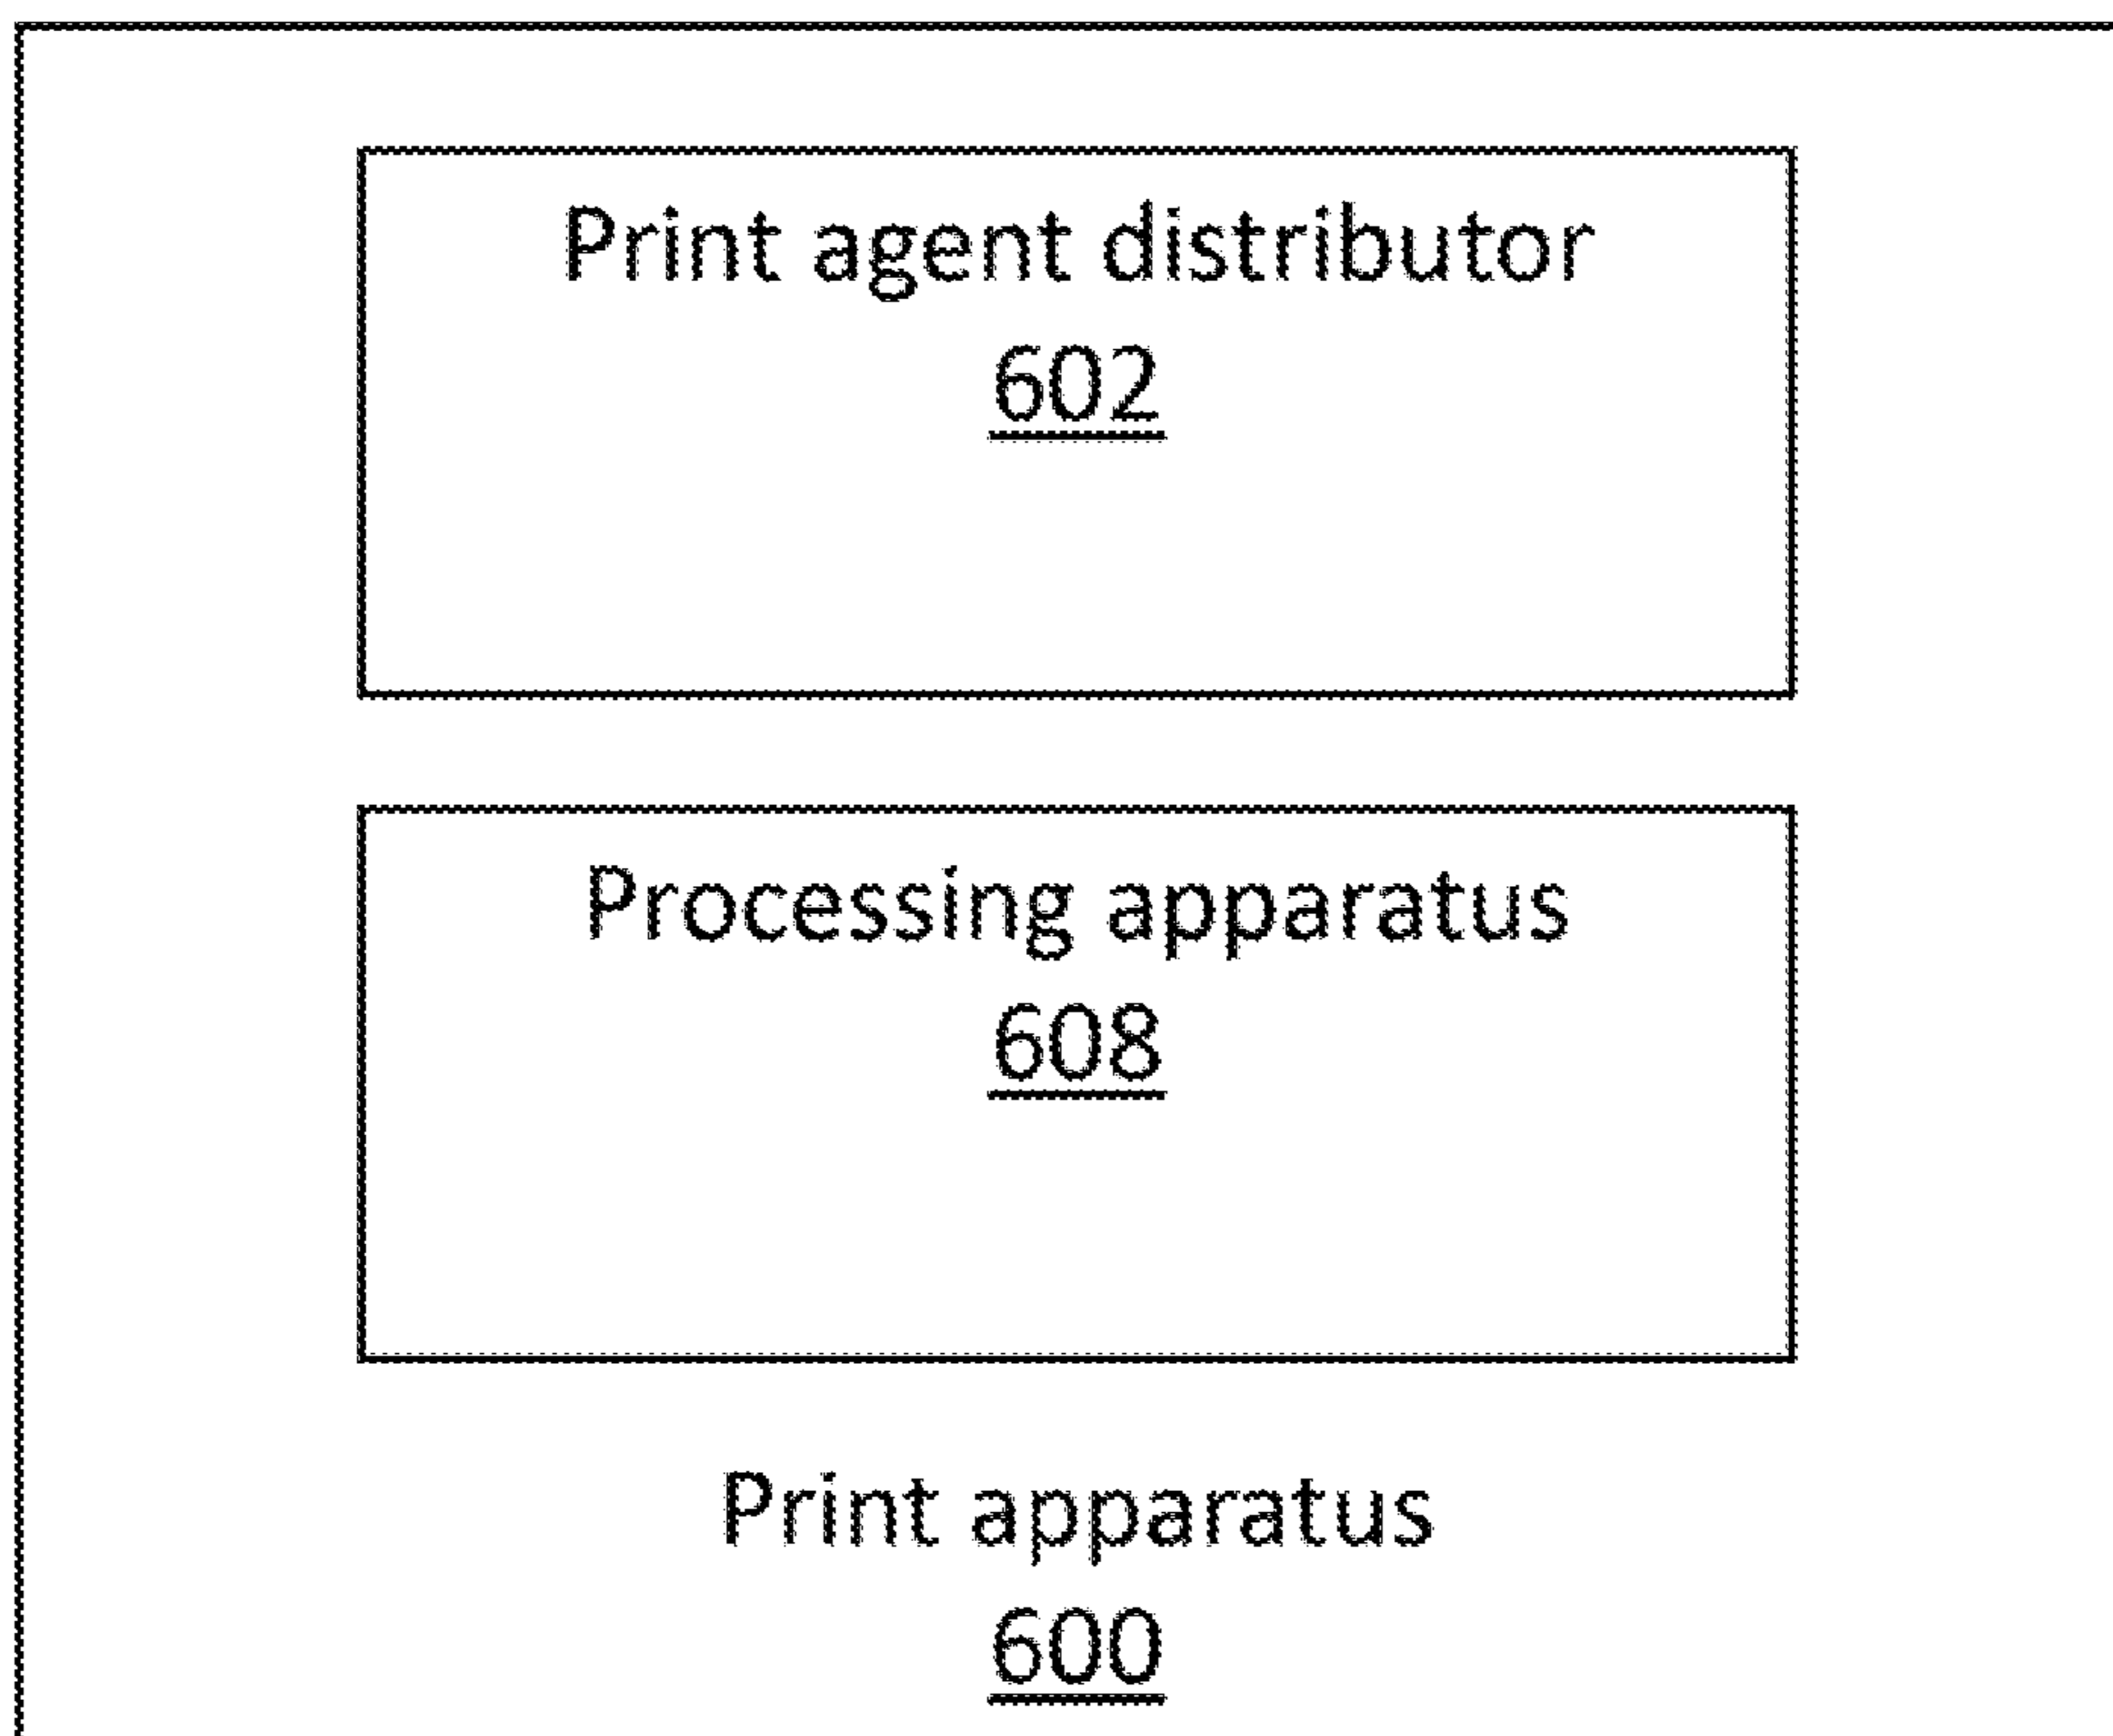 Print agent distributor
602
Processing apparatus
608
Print apparatus
600